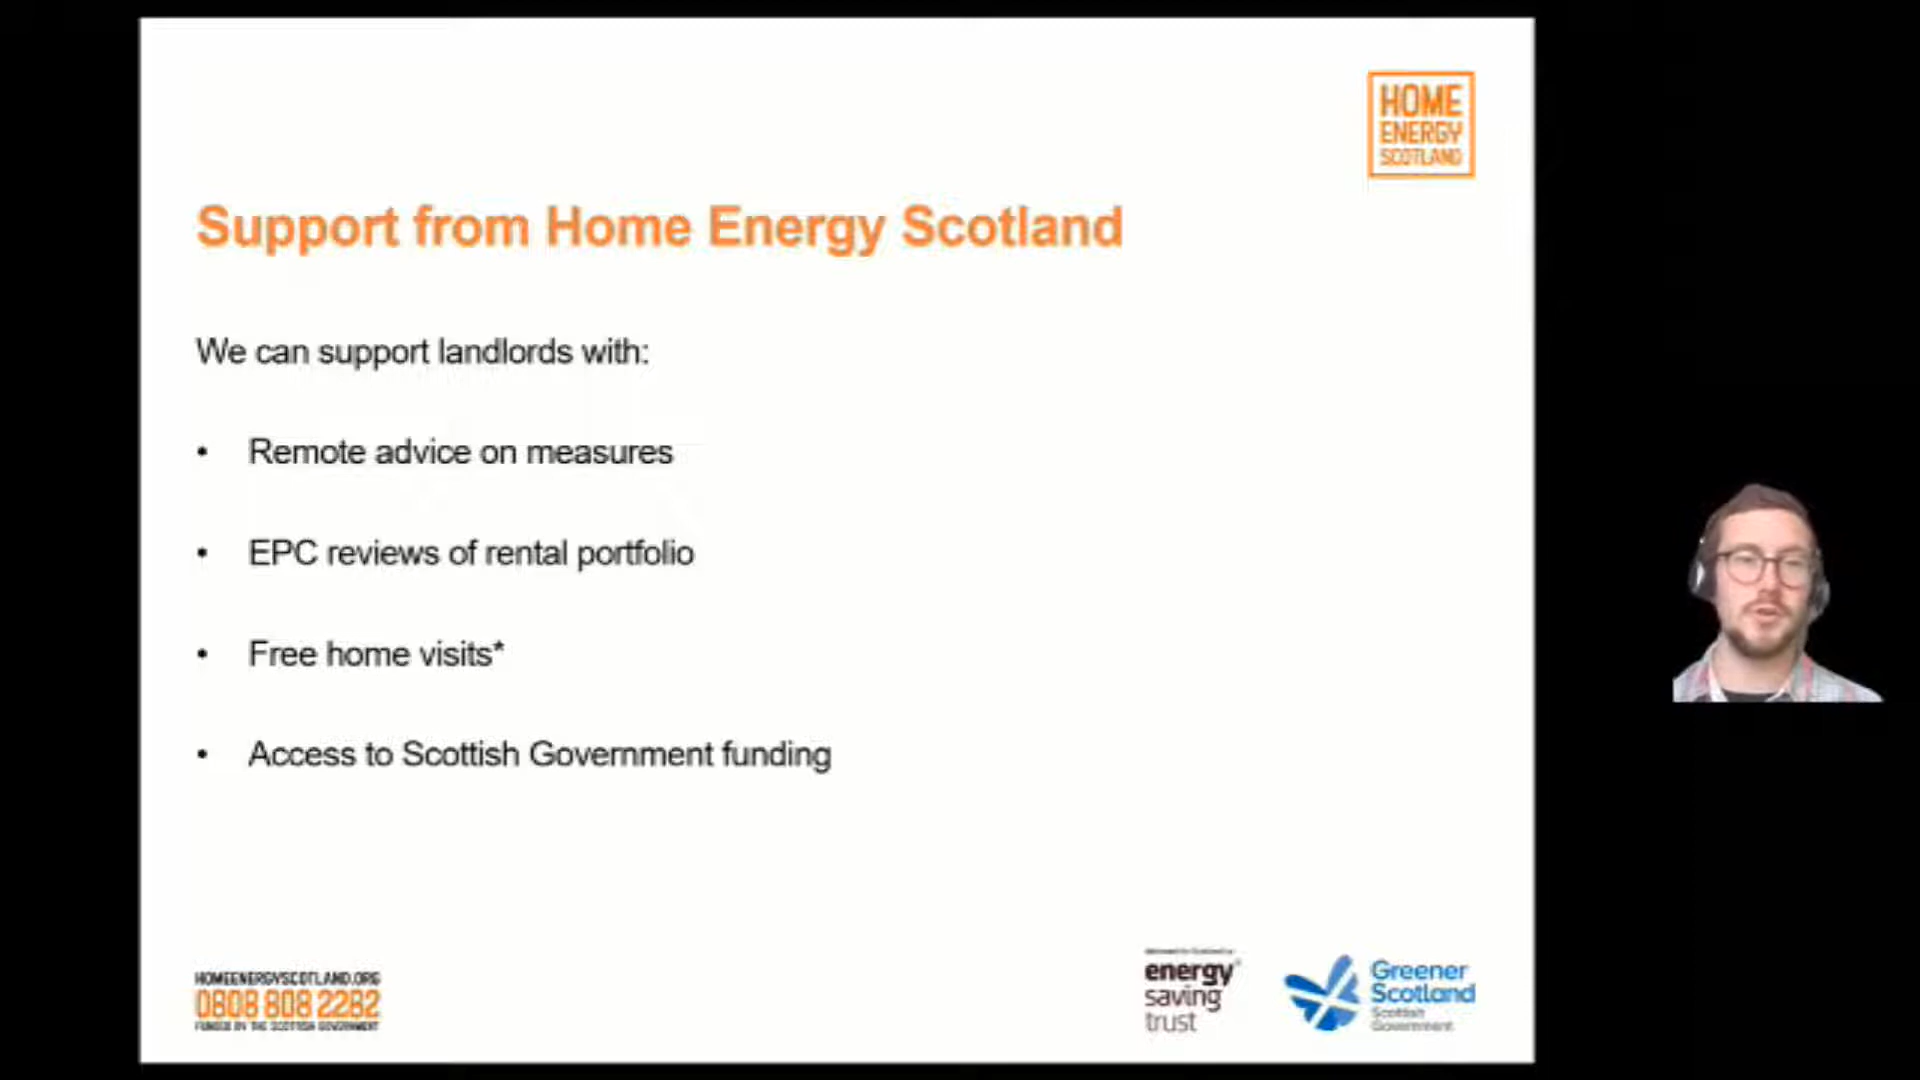 HOME
ENERGY
SCOTLAND
Support from Home Energy Scotland
We can support landlords with:
• Remote advice on measures
• EPC reviews of rental portfolio
• Free home visits*
• Access to Scottish Government funding
HOMEENERGYSCOTLAND.ORG
0808 808 2282
FUNDED BY THE SCOTTISH GOVERNMENT
energy
saving
trust
Greener
Scotland
Scottish
Government